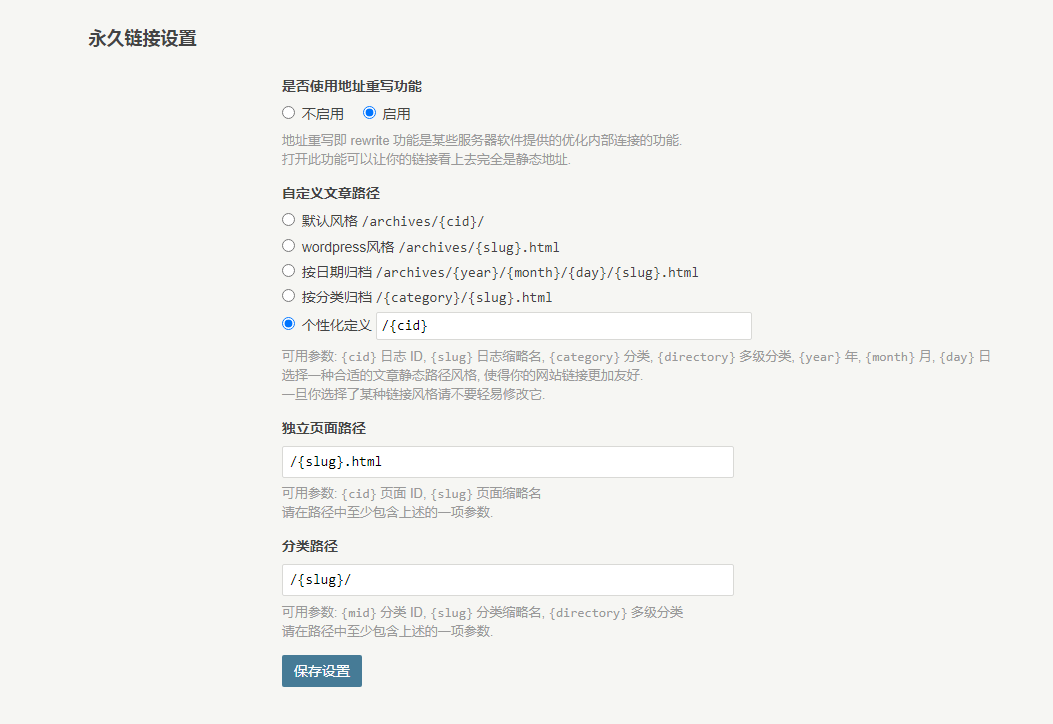 永久链接设置
是否使用地址重写功能
不启用 启用
地址重写即 rewrite 功能是某些服务器软件提供的优化内部连接的功能.
打开此功能可以让你的链接看上去完全是静态地址.
自定义文章路径
默认风格 /archives/{cid}/
wordpress风格 /archives/{slug}.html
按日期归档 /archives/{year}/{month}/{day}/{slug}.html
按分类归档 /{category}/{slug}.html
个性化定义 /{cid}
可用参数: {cid} 日志 ID, {slug} 日志缩略名, {category} 分类, {directory} 多级分类, {year} 年, {month} 月, {day} 日
选择一种合适的文章静态路径风格, 使得你的网站链接更加友好.
一旦你选择了某种链接风格请不要轻易修改它.
独立页面路径
/{slug}.html
可用参数: {cid} 页面 ID, {slug} 页面缩略名
请在路径中至少包含上述的一项参数.
分类路径
/{slug}/
可用参数: {mid} 分类 ID, {slug} 分类缩略名, {directory} 多级分类
请在路径中至少包含上述的一项参数.
保存设置